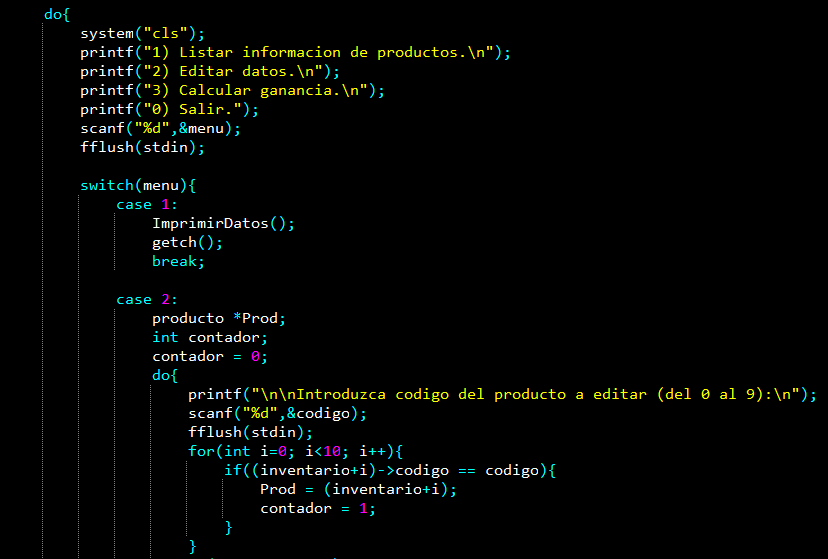 do{
system("cls");
printf("1) Listar informacion de productos.\n");
printf("2) Editar datos.\n");
printf("3) Calcular ganancia.\n");
printf("0) Salir.");
scanf("%d",&menu);
fflush(stdin);
switch(menu){
case 1:
ImprimirDatos();
getch();
break;
case 2:
producto *Prod;
int contador;
contador = 0;
do{
printf("\n\nIntroduzca codigo del producto a editar (del 0 al 9):\n");
scanf("%d",&codigo);
fflush(stdin);
for(int i=0; i<10; i++){
if((inventario+i)->codigo == codigo){
Prod = (inventario+i);
contador = 1;
}
}